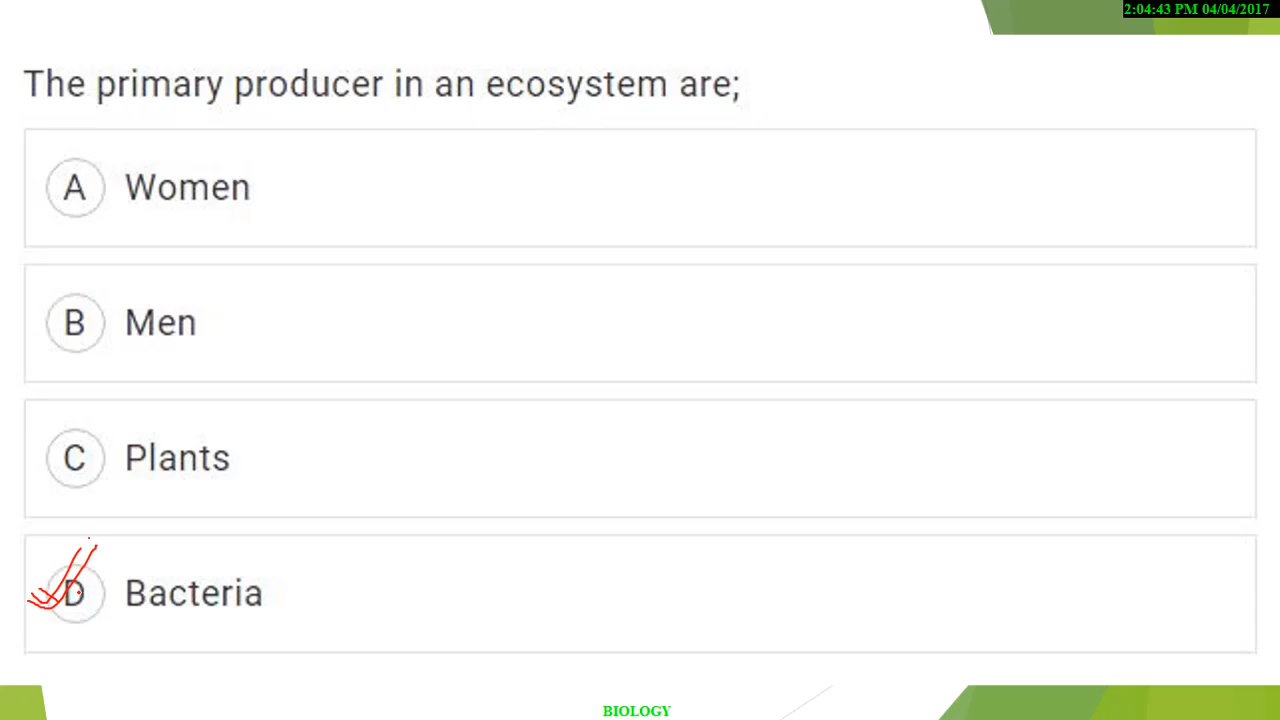 2:04:43 PM 04/04/2017
The primary producer in an ecosystem are;
A Women
B Men
C Plants
D Bacteria
BIOLOGY